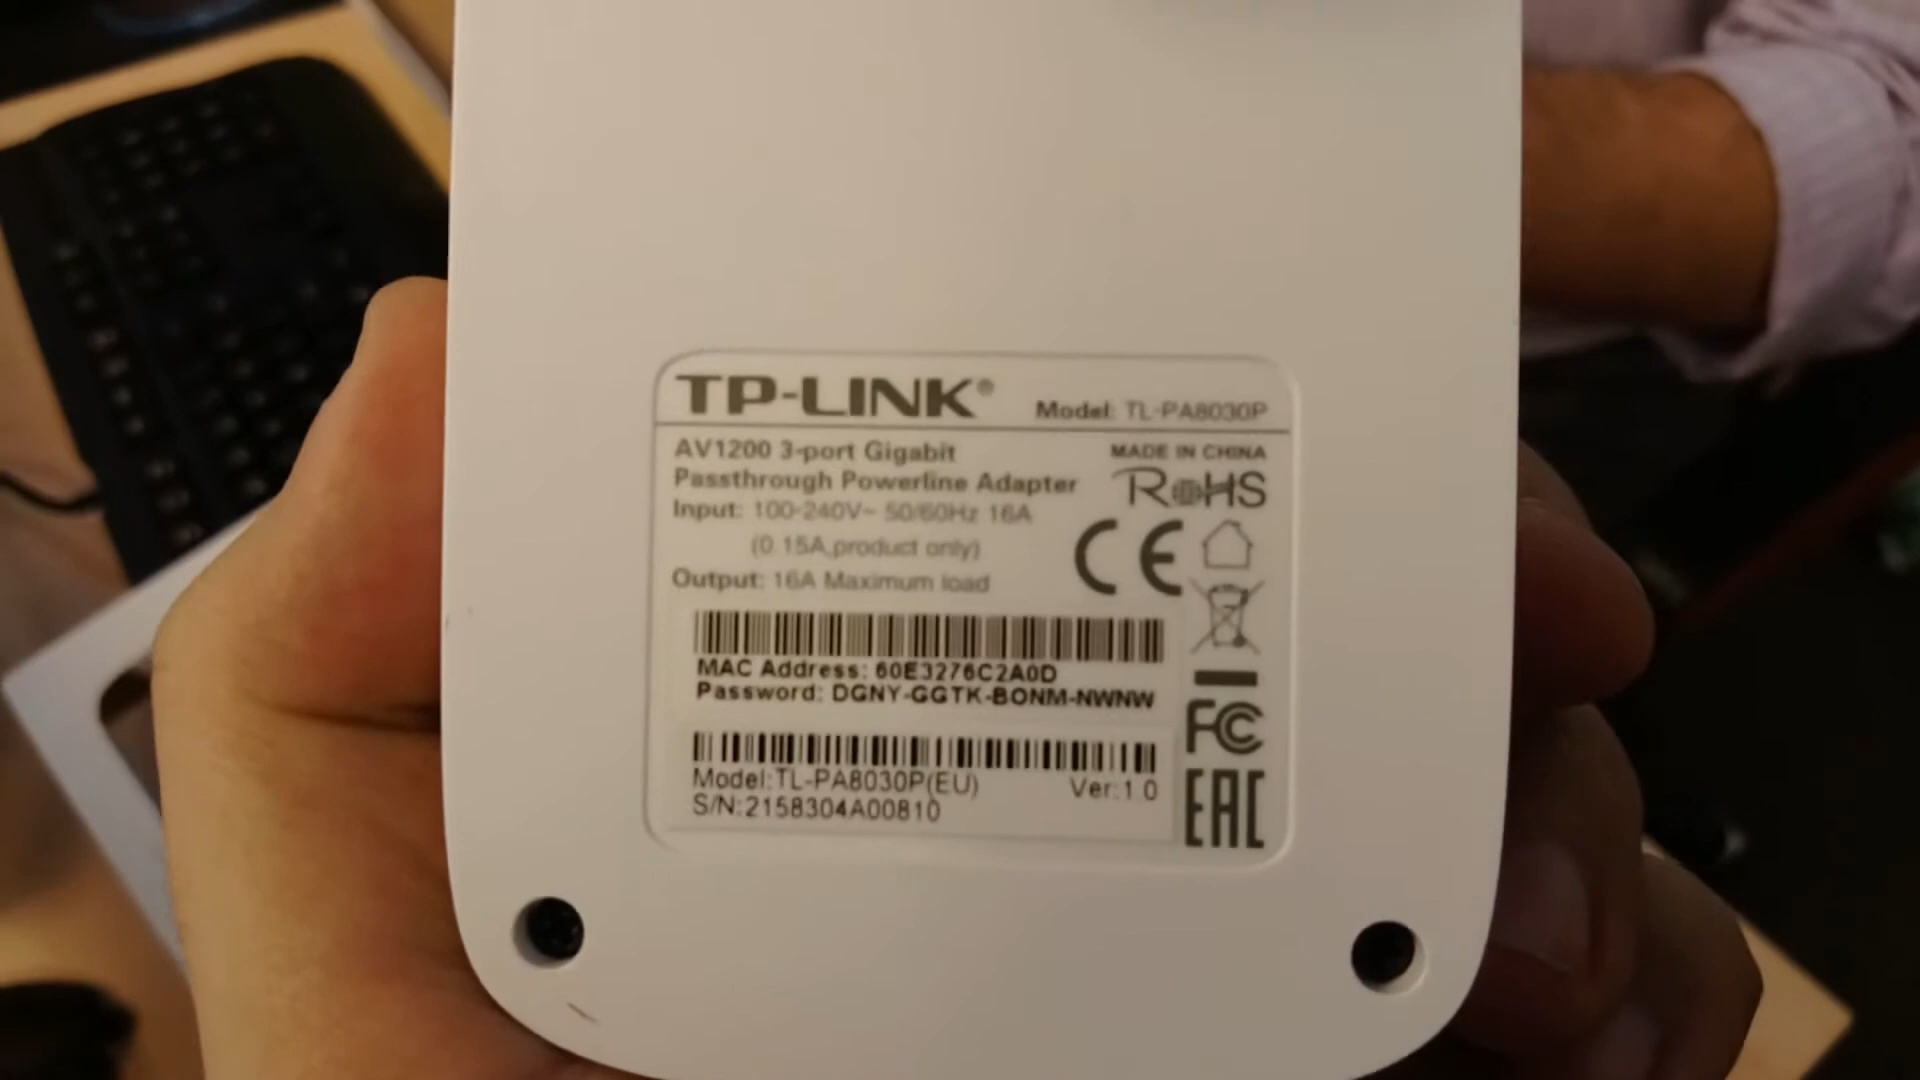 TP-LINK® Model: TL-PA8030P
AV1200 3-port Gigabit
Passthrough Powerline Adapter
Input: 100-240V~ 50/60Hz 16A
(0.15A,product only)
Output: 16A Maximum load
MADE IN CHINA
RoHS
CE
MAC Address: 60E3276C2A0D
Password: DGNY-GGTK-BONM-NWNW
FC
Model:TL-PA8030P(EU) Ver:1.0
S/N:2158304A00810
EAC